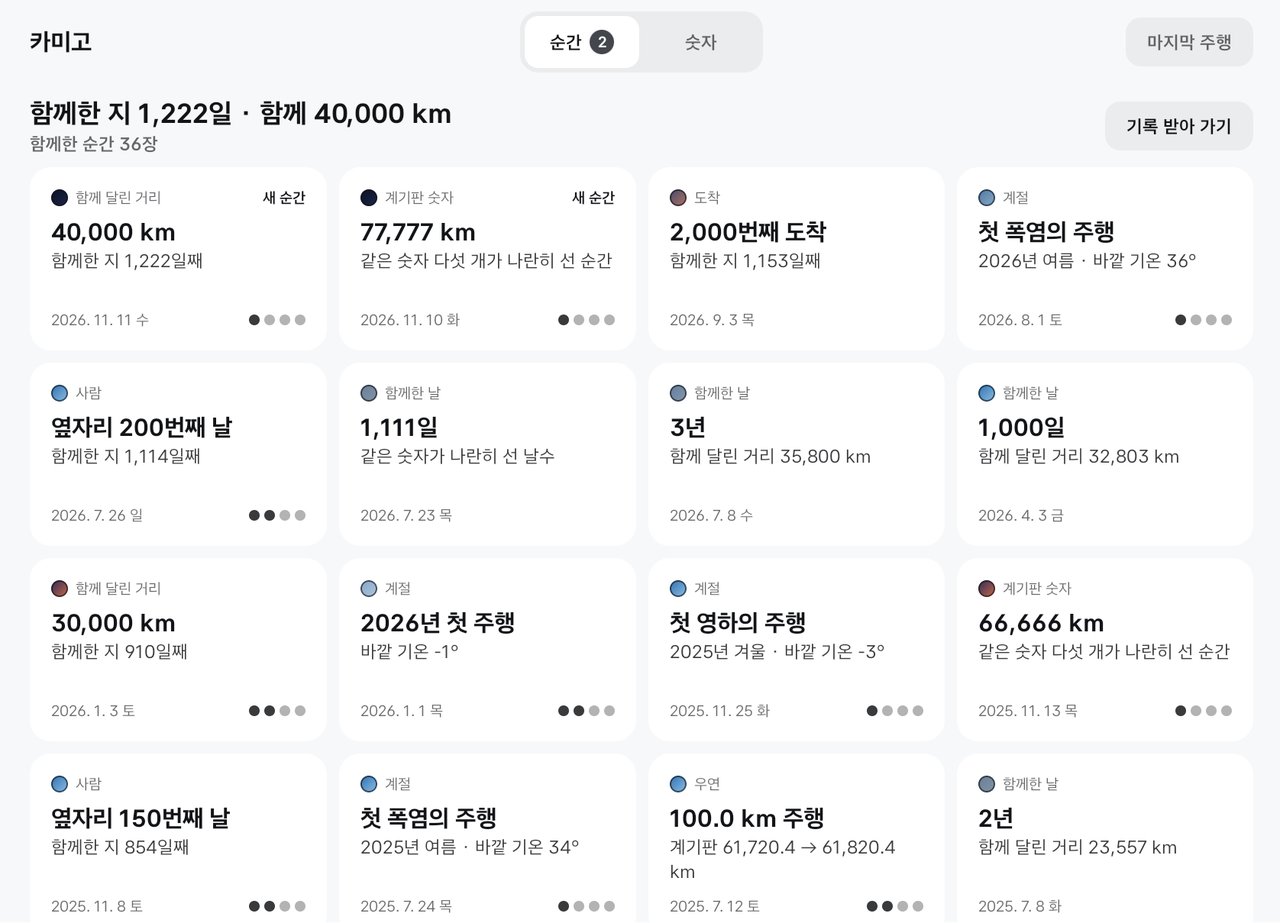 카미고
순간 2
숫자
마지막 주행
함께한 지 1,222일 · 함께 40,000 km
함께한 순간 36장
기록 받아 가기
함께 달린 거리
새 순간
40,000 km
함께한 지 1,222일째
2026. 11. 11 수
계기판 숫자
새 순간
77,777 km
같은 숫자 다섯 개가 나란히 선 순간
2026. 11. 10 화
도착
2,000번째 도착
함께한 지 1,153일째
2026. 9. 3 목
계절
첫 폭염의 주행
2026년 여름 · 바깥 기온 36°
2026. 8. 1 토
사람
옆자리 200번째 날
함께한 지 1,114일째
2026. 7. 26 일
함께한 날
1,111일
같은 숫자가 나란히 선 날수
2026. 7. 23 목
함께한 날
3년
함께 달린 거리 35,800 km
2026. 7. 8 수
함께한 날
1,000일
함께 달린 거리 32,803 km
2026. 4. 3 금
함께 달린 거리
30,000 km
함께한 지 910일째
2026. 1. 3 토
계절
2026년 첫 주행
바깥 기온 -1°
2026. 1. 1 목
계절
첫 영하의 주행
2025년 겨울 · 바깥 기온 -3°
2025. 11. 25 화
계기판 숫자
66,666 km
같은 숫자 다섯 개가 나란히 선 순간
2025. 11. 13 목
사람
옆자리 150번째 날
함께한 지 854일째
2025. 11. 8 토
계절
첫 폭염의 주행
2025년 여름 · 바깥 기온 34°
2025. 7. 24 목
우연
100.0 km 주행
계기판 61,720.4 → 61,820.4
km
2025. 7. 12 토
함께한 날
2년
함께 달린 거리 23,557 km
2025. 7. 8 화